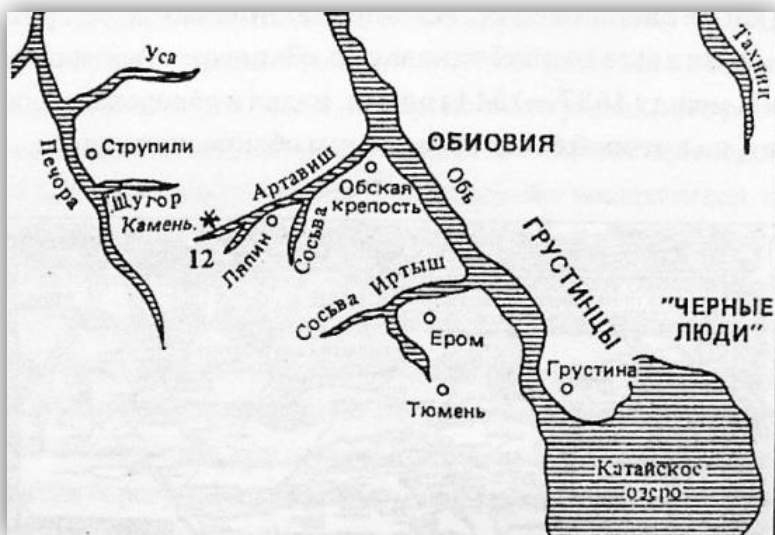 Уса
Тахнин
Печора
Струпили
ОБИОВИЯ
Артавиш
Обь
Щугор
Обская
крепость
Камень.
12
Ляпин
Сосьва
ГРУСТИНЦЫ
Иртыш
Сосьва
"ЧЕРНЫЕ
ЛЮДИ"
Ером
Грустина
Тюмень
Катайское
озеро